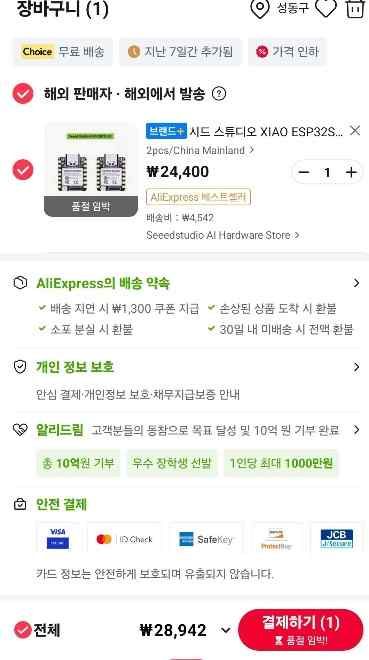 장바구니 (1)
성동구
Choice 무료 배송
지난 7일간 추가됨
가격 인하
해외 판매자 · 해외에서 발송
브랜드+ 시드 스튜디오 XIAO ESP32S...
2pcs/China Mainland
₩24,400
1
AliExpress 베스트셀러
품절 임박
배송비 : ₩4,542
Seeedstudio AI Hardware Store
AliExpress의 배송 약속
배송 지연 시 ₩1,300 쿠폰 지급
손상된 상품 도착 시 환불
소포 분실 시 환불
30일 내 미배송 시 전액 환불
개인 정보 보호
안심 결제·개인정보 보호·채무지급보증 안내
알리드림 고객분들의 동참으로 목표 달성 및 10억 원 기부 완료
총 10억원 기부
우수 장학생 선발
1인당 최대 1000만원
안전 결제
VISA
ID Check
SafeKey
ProtectBuy
JCB
J/Secure
카드 정보는 안전하게 보호되며 유출되지 않습니다.
전체
₩28,942
결제하기 (1)
품절 임박!